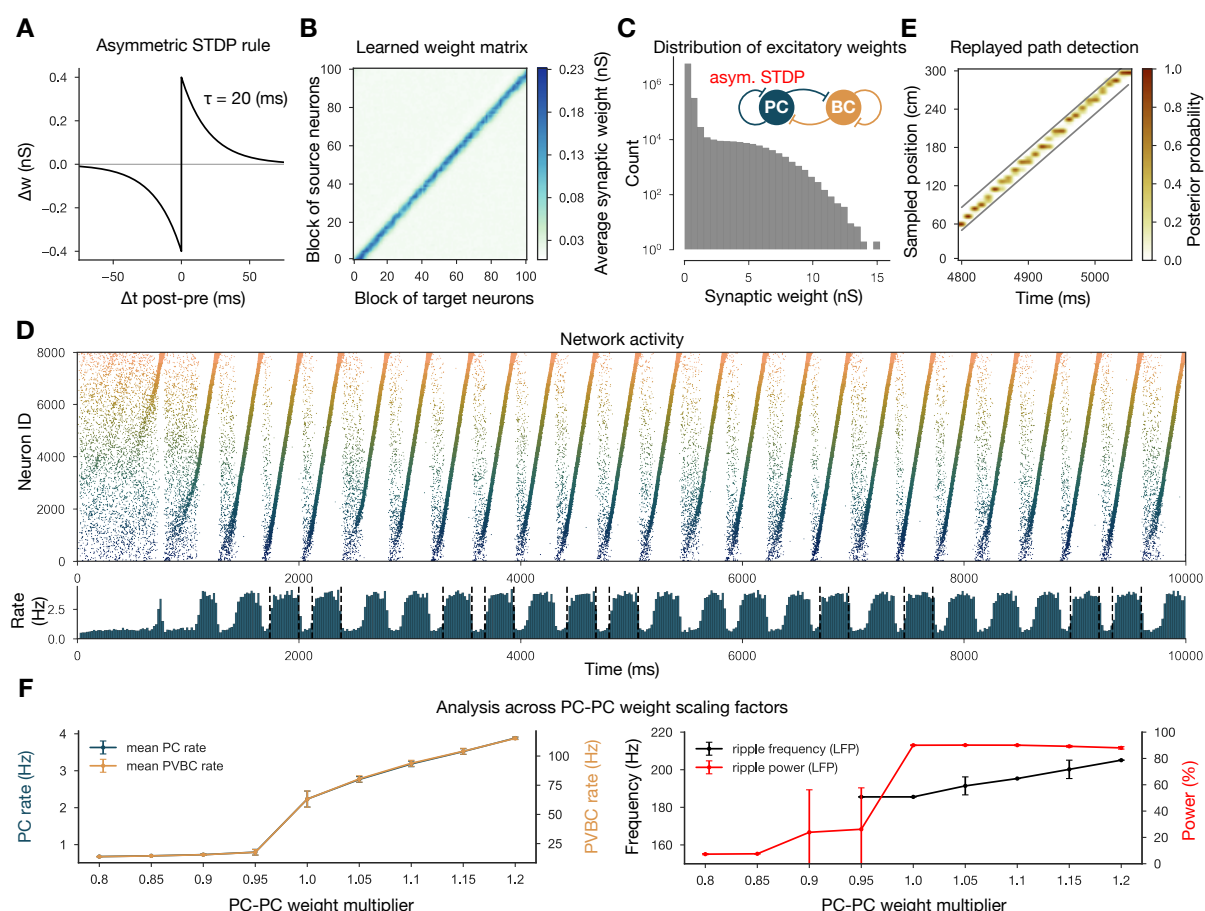 A
Asymmetric STDP rule
τ = 20 (ms)
Δw (nS)
0.4
0.2
0.0
−0.2
−0.4
−50
0
50
Δt post-pre (ms)
B
Learned weight matrix
Block of source neurons
100
80
60
40
20
0
0
20
40
60
80
100
Block of target neurons
0.23
0.18
0.13
0.08
0.03
Average synaptic weight (nS)
C
Distribution of excitatory weights
asym. STDP
PC
BC
Count
10⁶
10⁴
10²
10⁰
0
5
10
15
Synaptic weight (nS)
E
Replayed path detection
Sampled position (cm)
300
240
180
120
60
0
4800
4900
5000
Time (ms)
1.0
0.8
0.6
0.4
0.2
0.0
Posterior probability
D
Network activity
Neuron ID
8000
6000
4000
2000
0
0
2000
4000
6000
8000
10000
Rate (Hz)
2.5
0.0
0
2000
4000
6000
8000
10000
Time (ms)
F
Analysis across PC-PC weight scaling factors
PC rate (Hz)
4
3
2
1
mean PC rate
mean PVBC rate
100
75
50
25
PVBC rate (Hz)
0.8
0.85
0.9
0.95
1.0
1.05
1.1
1.15
1.2
PC-PC weight multiplier
Frequency (Hz)
220
200
180
160
ripple frequency (LFP)
ripple power (LFP)
100
80
60
40
20
0
Power (%)
0.8
0.85
0.9
0.95
1.0
1.05
1.1
1.15
1.2
PC-PC weight multiplier